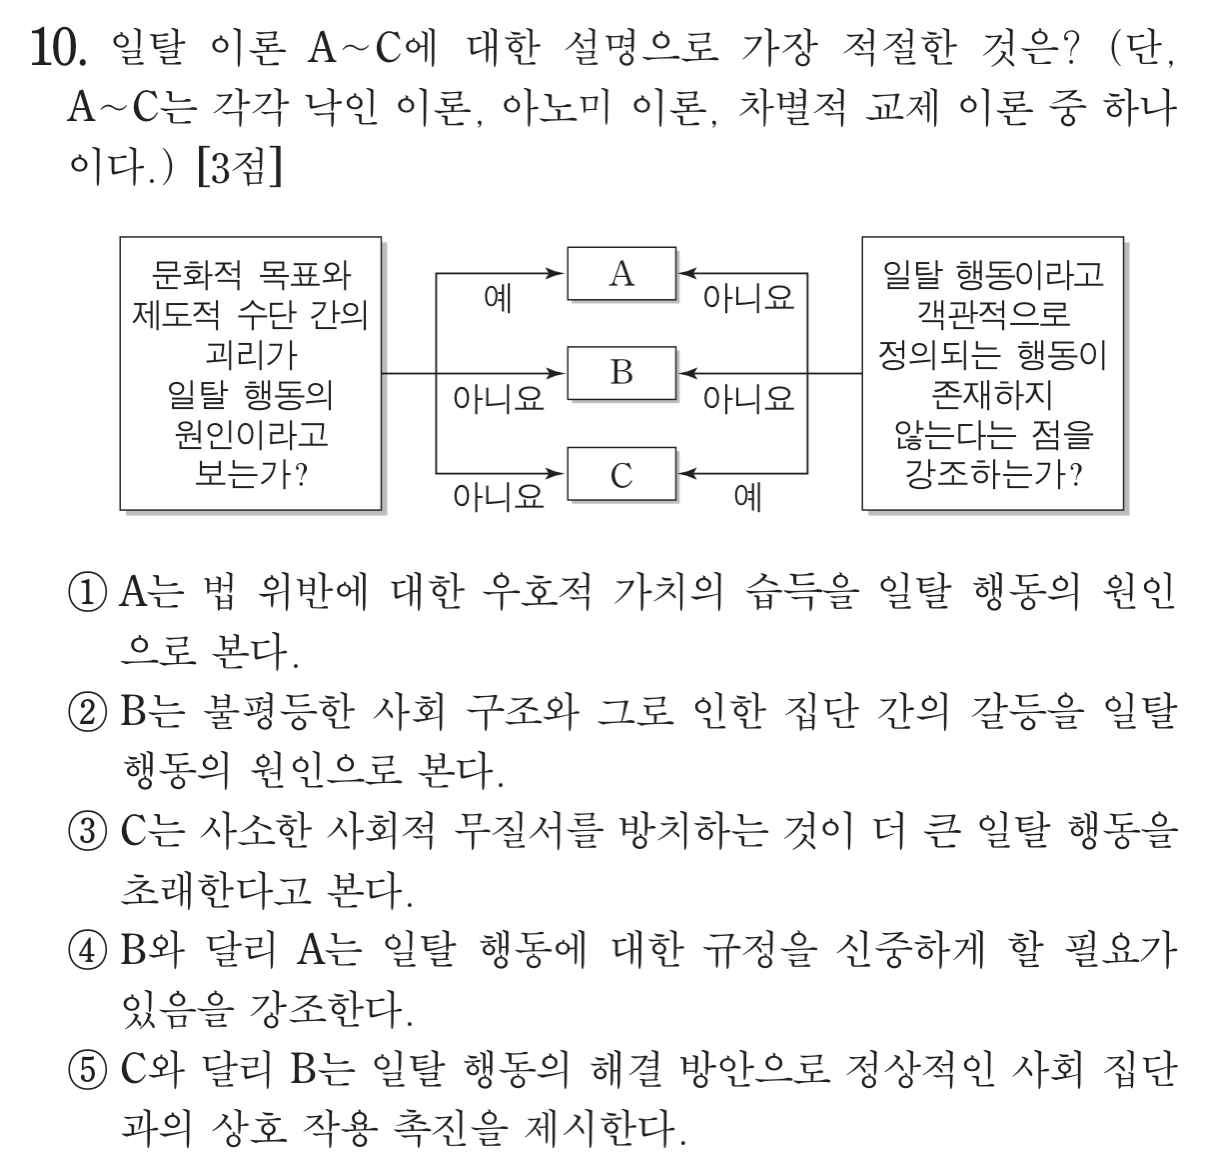 10. 일탈 이론 A~C에 대한 설명으로 가장 적절한 것은? (단,
A~C는 각각 낙인 이론, 아노미 이론, 차별적 교제 이론 중 하나
이다.) [3점]
문화적 목표와
제도적 수단 간의
괴리가
일탈 행동의
원인이라고
보는가?
예
아니요
아니요
A
B
C
아니요
아니요
예
일탈 행동이라고
객관적으로
정의되는 행동이
존재하지
않는다는 점을
강조하는가?
① A는 법 위반에 대한 우호적 가치의 습득을 일탈 행동의 원인
으로 본다.
② B는 불평등한 사회 구조와 그로 인한 집단 간의 갈등을 일탈
행동의 원인으로 본다.
③ C는 사소한 사회적 무질서를 방치하는 것이 더 큰 일탈 행동을
초래한다고 본다.
④ B와 달리 A는 일탈 행동에 대한 규정을 신중하게 할 필요가
있음을 강조한다.
⑤ C와 달리 B는 일탈 행동의 해결 방안으로 정상적인 사회 집단
과의 상호 작용 촉진을 제시한다.